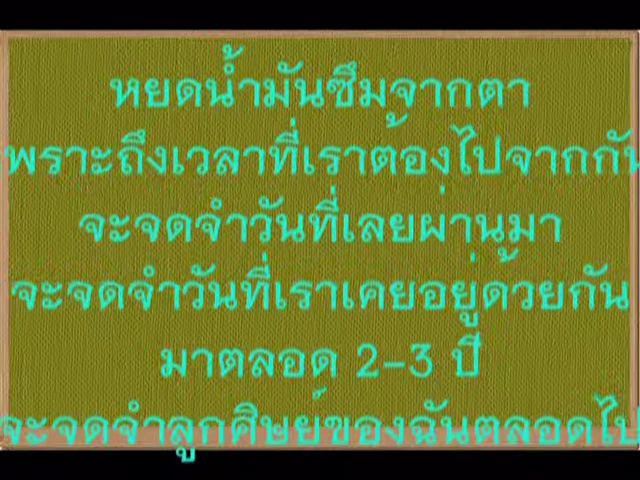 หยดน้ำมันซึมจากตา
พราะถึงเวลาที่เราต้องไปจากกัน
จะจดจำวันที่เลยผ่านมา
จะจดจำวันที่เราเคยอยู่ด้วยกัน
มาตลอด 2-3 ปี
จะจดจำลูกศิษย์ของฉันตลอดไป